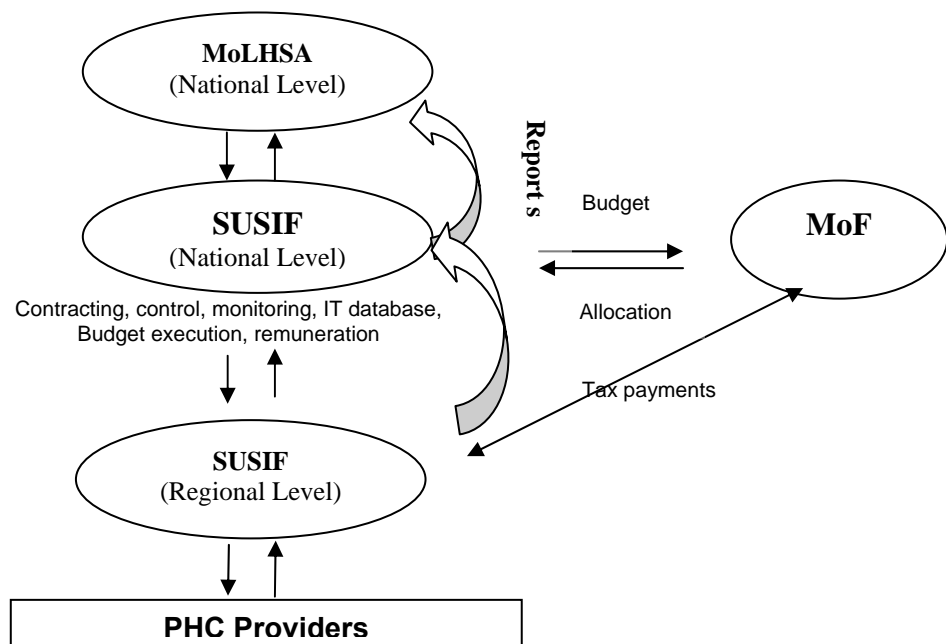 MoLHSA
(National Level)
Report s
SUSIF
(National Level)
Budget
MoF
Contracting, control, monitoring, IT database,
Budget execution, remuneration
Allocation
Tax payments
SUSIF
(Regional Level)
PHC Providers